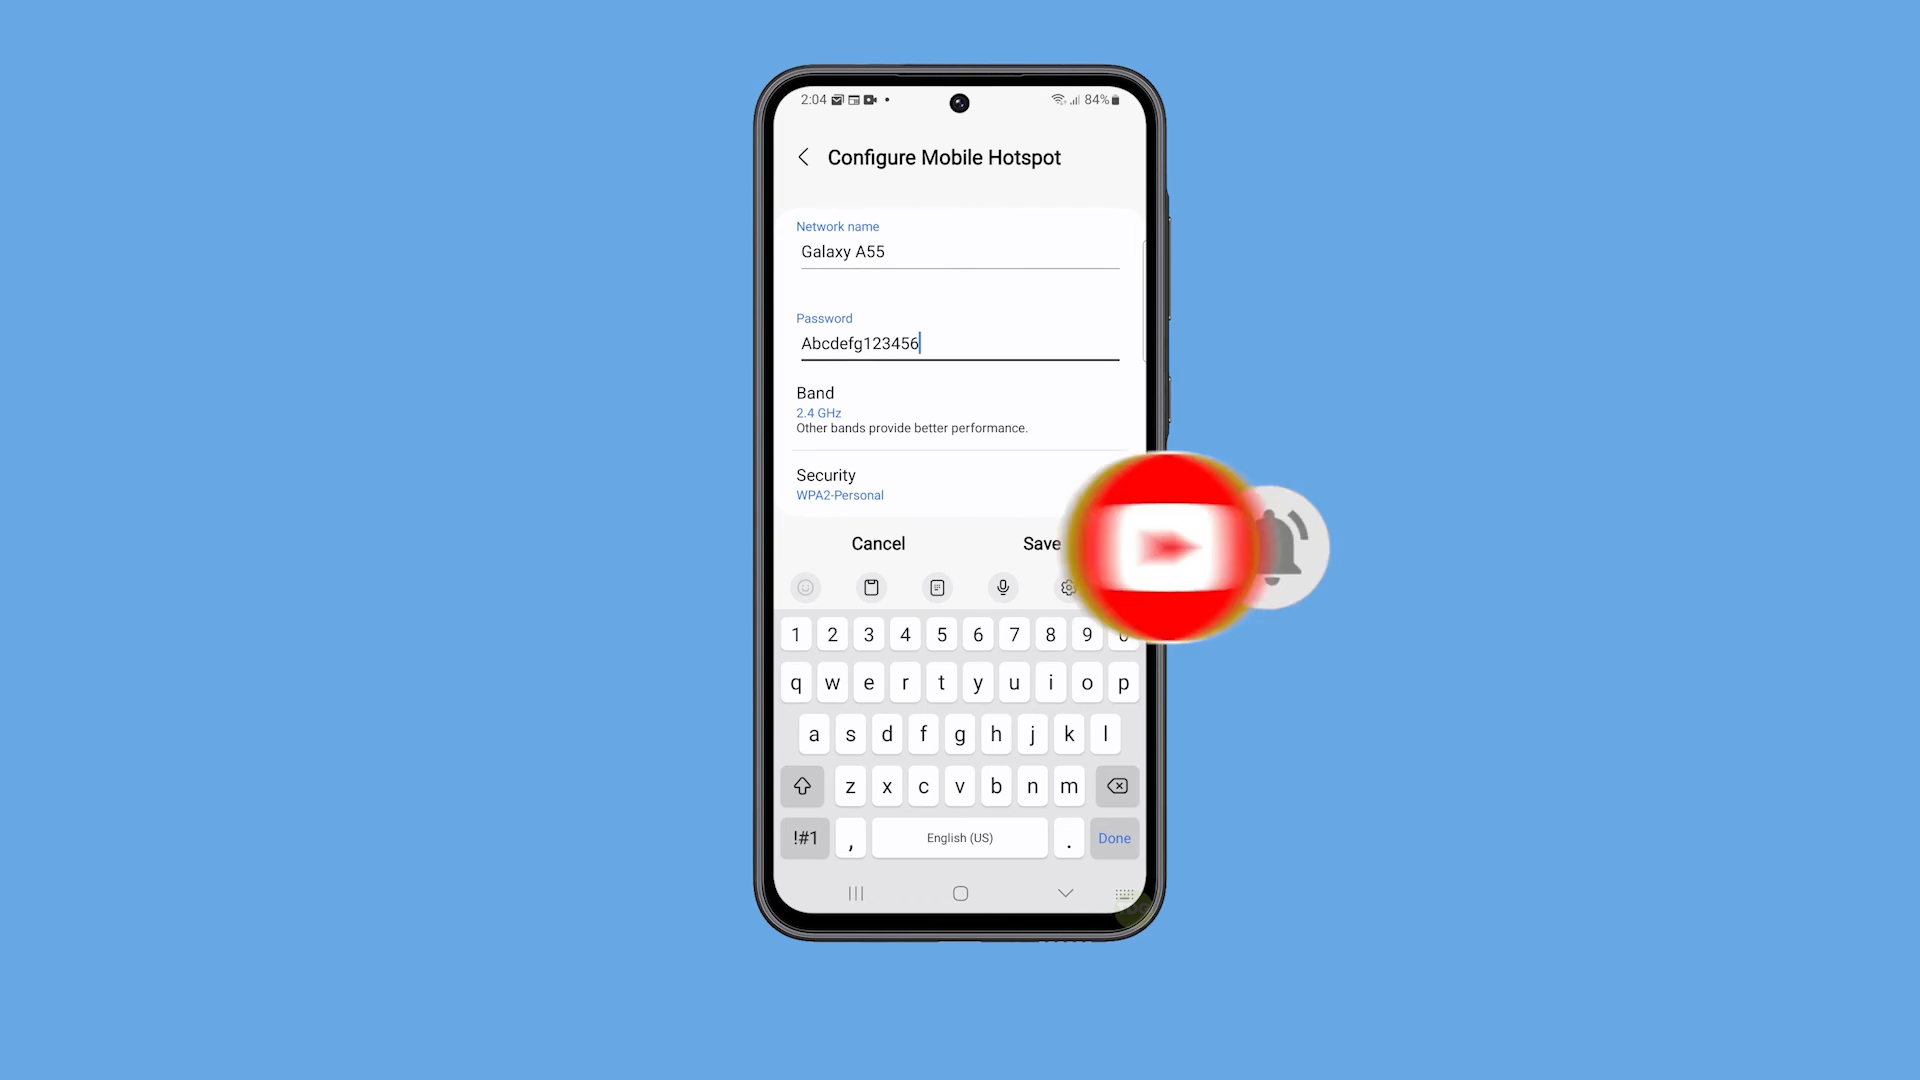 2:04
84%
Configure Mobile Hotspot
Network name
Galaxy A55
Password
Abcdefg123456
Band
2.4 GHz
Other bands provide better performance.
Security
WPA2-Personal
Cancel Save
1 2 3 4 5 6 7 8 9
q w e r t y u i o p
a s d f g h j k l
z x c v b n m
!#1 , English (US) . Done